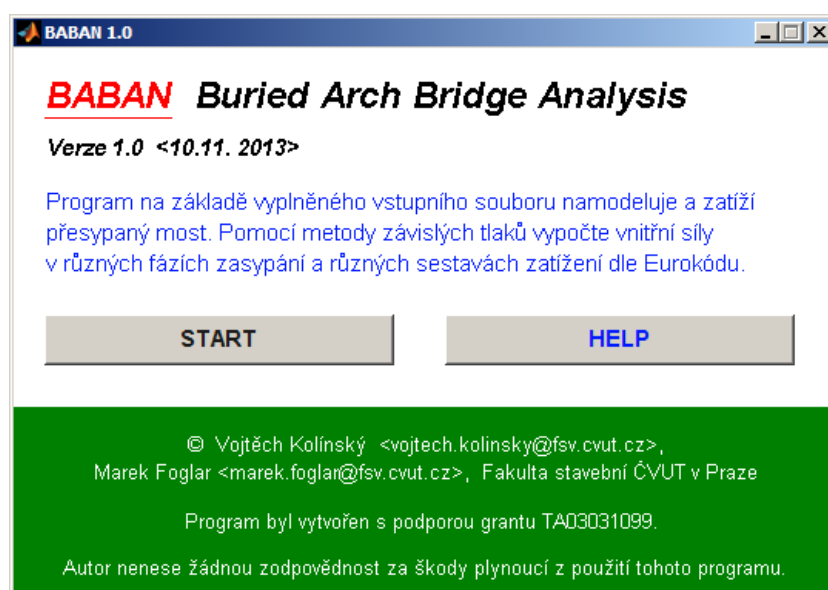 BABAN 1.0
BABAN Buried Arch Bridge Analysis
Verze 1.0 <10.11. 2013>
Program na základě vyplněného vstupního souboru namodeluje a zatíží
přesypaný most. Pomocí metody závislých tlaků vypočte vnitřní síly
v různých fázích zasypání a různých sestavách zatížení dle Eurokódu.
START HELP
© Vojtěch Kolínský <vojtech.kolinsky@fsv.cvut.cz>,
Marek Foglar <marek.foglar@fsv.cvut.cz>, Fakulta stavební ČVUT v Praze
Program byl vytvořen s podporou grantu TA03031099.
Autor nenese žádnou zodpovědnost za škody plynoucí z použití tohoto programu.